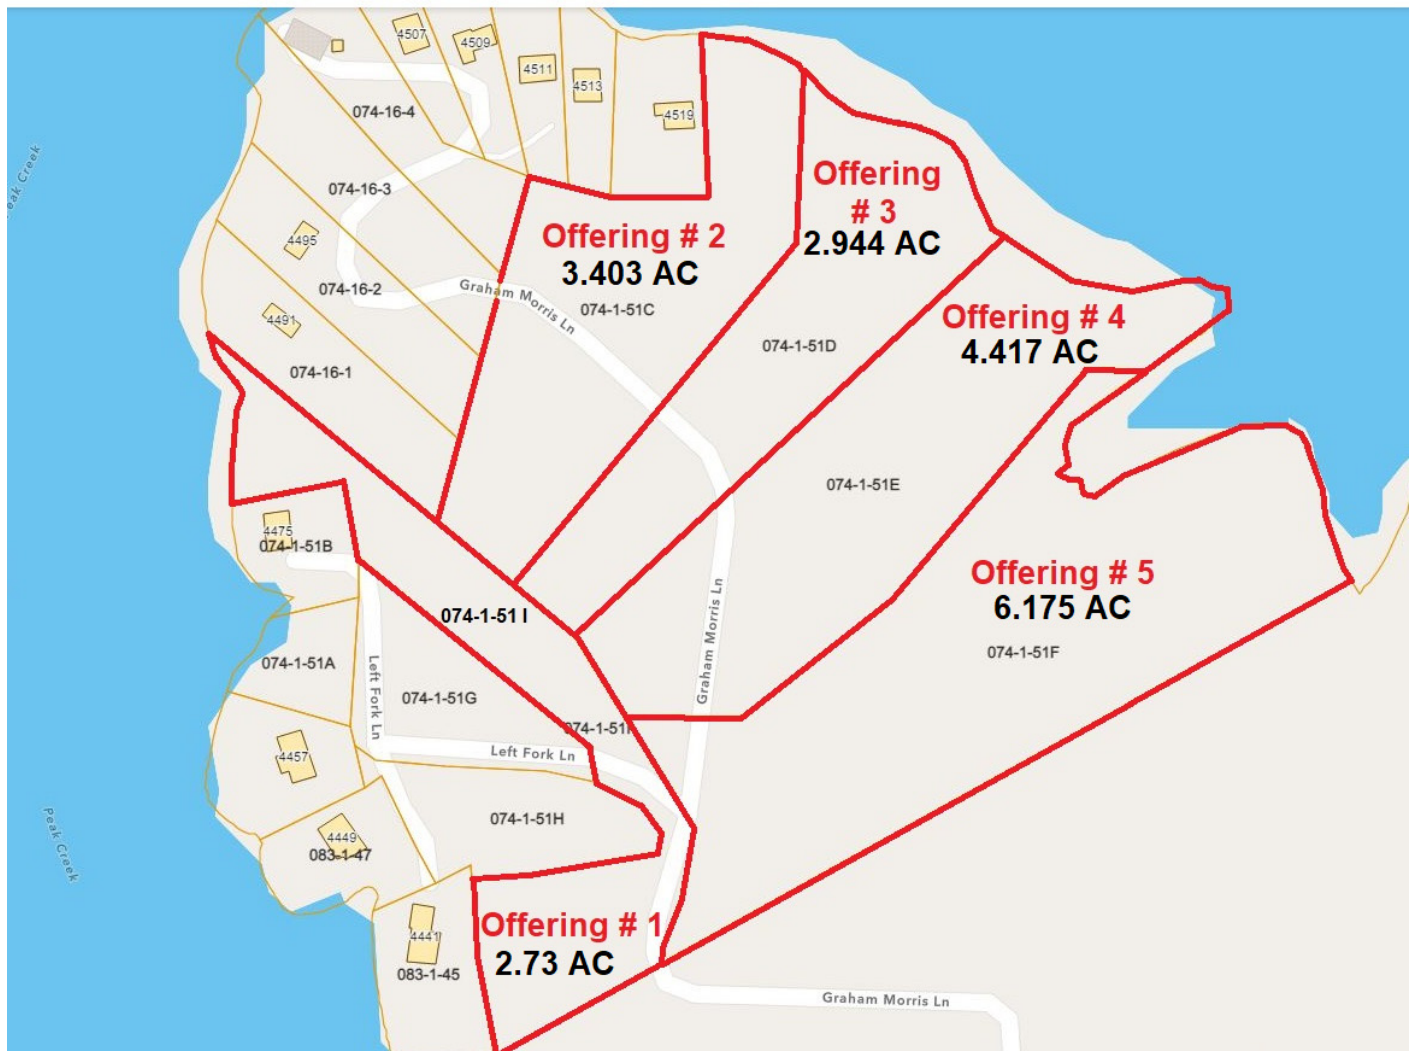 4507
4509
4511
4513
4519
074-16-4
Peak Creek
074-16-3
4495
074-16-2
4491
074-16-1
Graham Morris Ln
Offering # 2
3.403 AC
074-1-51C
Offering
# 3
2.944 AC
074-1-51D
Offering # 4
4.417 AC
074-1-51E
4475
074-1-51B
074-1-51 I
Offering # 5
6.175 AC
074-1-51F
Graham Morris Ln
074-1-51A
Left Fork Ln
074-1-51G
074-1-51I
Left Fork Ln
4457
Peak Creek
074-1-51H
4449
083-1-47
Offering # 1
2.73 AC
4441
083-1-45
Graham Morris Ln